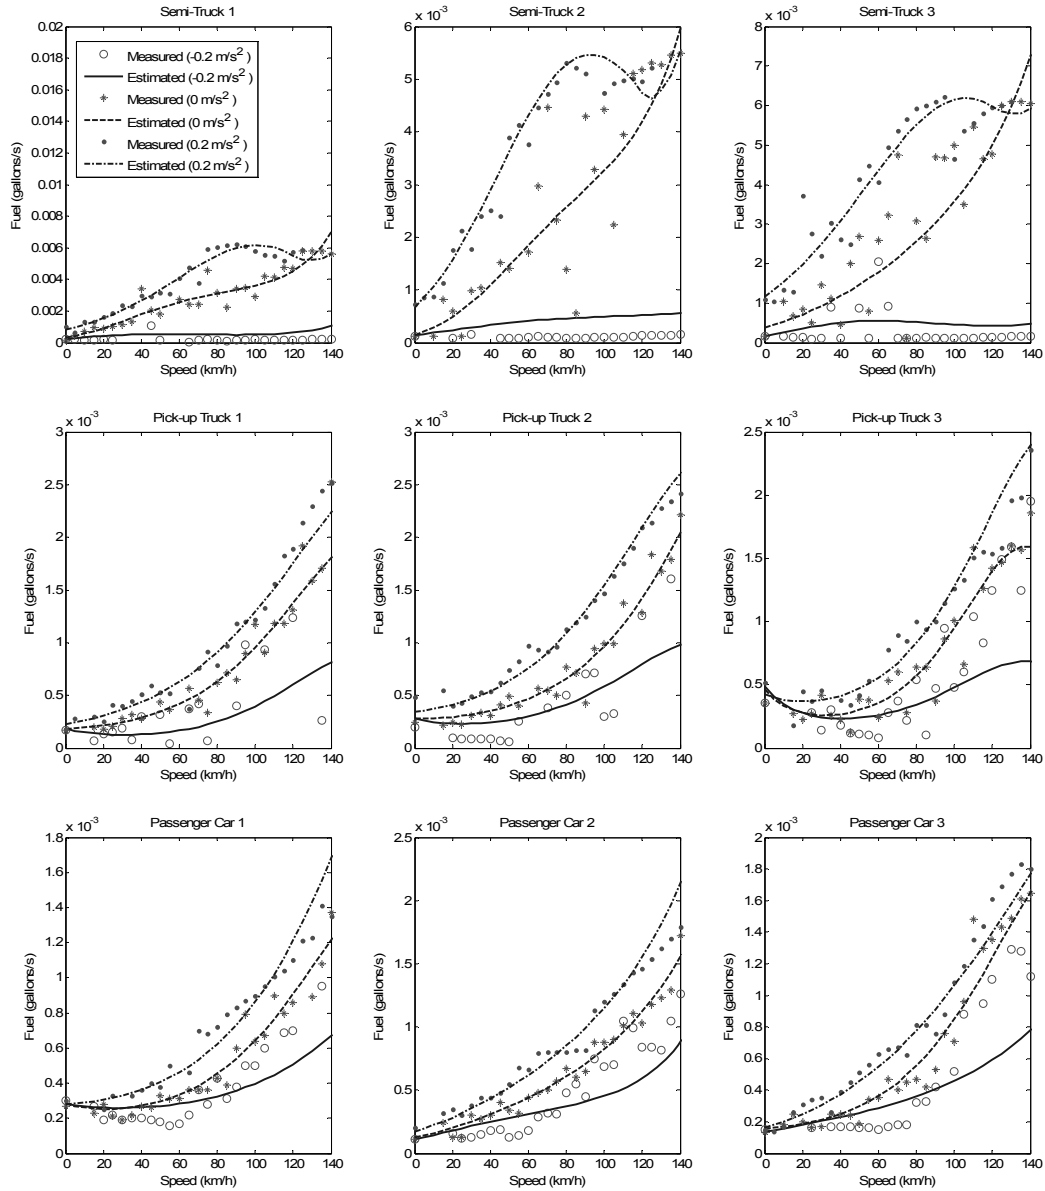 Semi-Truck 1
0.02
0.018
0.016
0.014
0.012
0.01
0.008
0.006
0.004
0.002
0
Fuel (gallons/s)
Measured (-0.2 m/s²)
Estimated (-0.2 m/s²)
Measured (0 m/s²)
Estimated (0 m/s²)
Measured (0.2 m/s²)
Estimated (0.2 m/s²)
0 20 40 60 80 100 120 140
Speed (km/h)
Semi-Truck 2
x 10⁻³
6
5
4
3
2
1
0
Fuel (gallons/s)
0 20 40 60 80 100 120 140
Speed (km/h)
Semi-Truck 3
x 10⁻³
8
7
6
5
4
3
2
1
0
Fuel (gallons/s)
0 20 40 60 80 100 120 140
Speed (km/h)
Pick-up Truck 1
x 10⁻³
3
2.5
2
1.5
1
0.5
0
Fuel (gallons/s)
0 20 40 60 80 100 120 140
Speed (km/h)
Pick-up Truck 2
x 10⁻³
3
2.5
2
1.5
1
0.5
0
Fuel (gallons/s)
0 20 40 60 80 100 120 140
Speed (km/h)
Pick-up Truck 3
x 10⁻³
2.5
2
1.5
1
0.5
0
Fuel (gallons/s)
0 20 40 60 80 100 120 140
Speed (km/h)
Passenger Car 1
x 10⁻³
1.8
1.6
1.4
1.2
1
0.8
0.6
0.4
0.2
0
Fuel (gallons/s)
0 20 40 60 80 100 120 140
Speed (km/h)
Passenger Car 2
x 10⁻³
2.5
2
1.5
1
0.5
0
Fuel (gallons/s)
0 20 40 60 80 100 120 140
Speed (km/h)
Passenger Car 3
x 10⁻³
2
1.8
1.6
1.4
1.2
1
0.8
0.6
0.4
0.2
0
Fuel (gallons/s)
0 20 40 60 80 100 120 140
Speed (km/h)